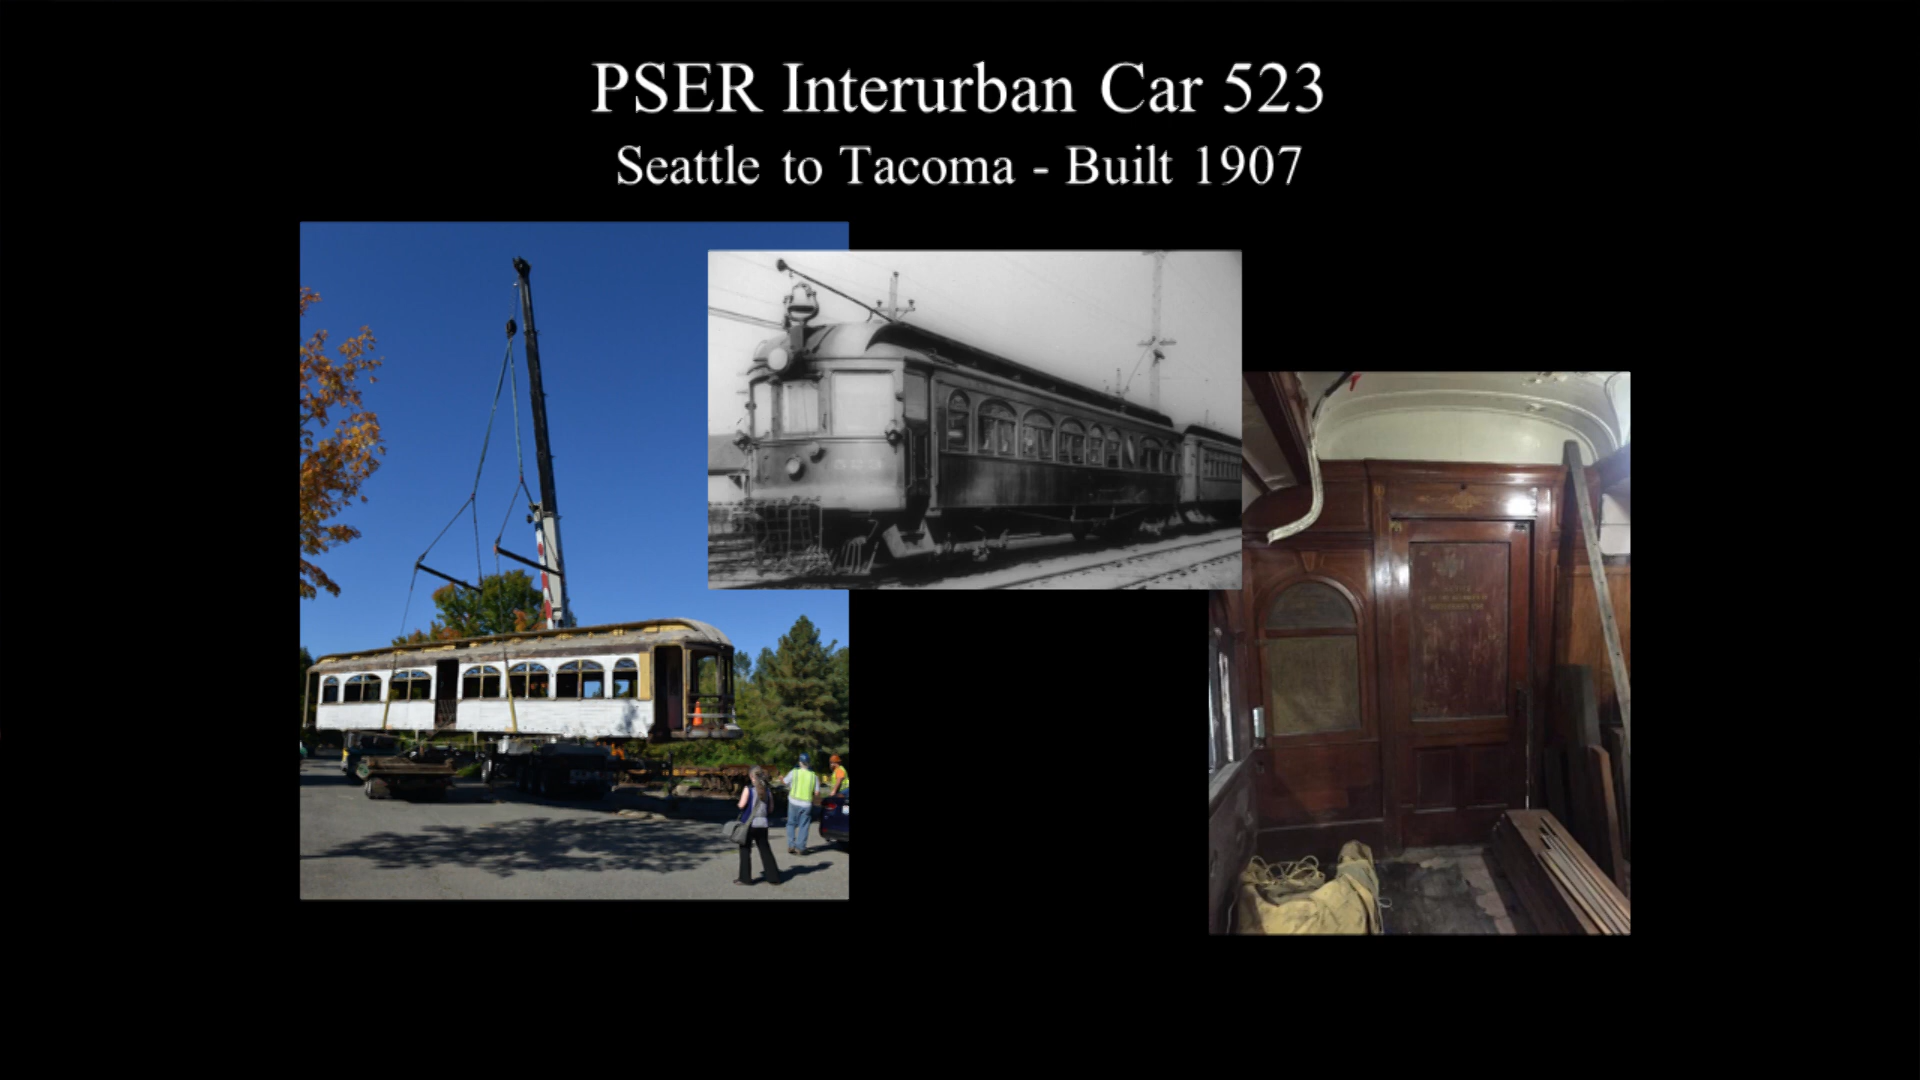 PSER Interurban Car 523
Seattle to Tacoma - Built 1907